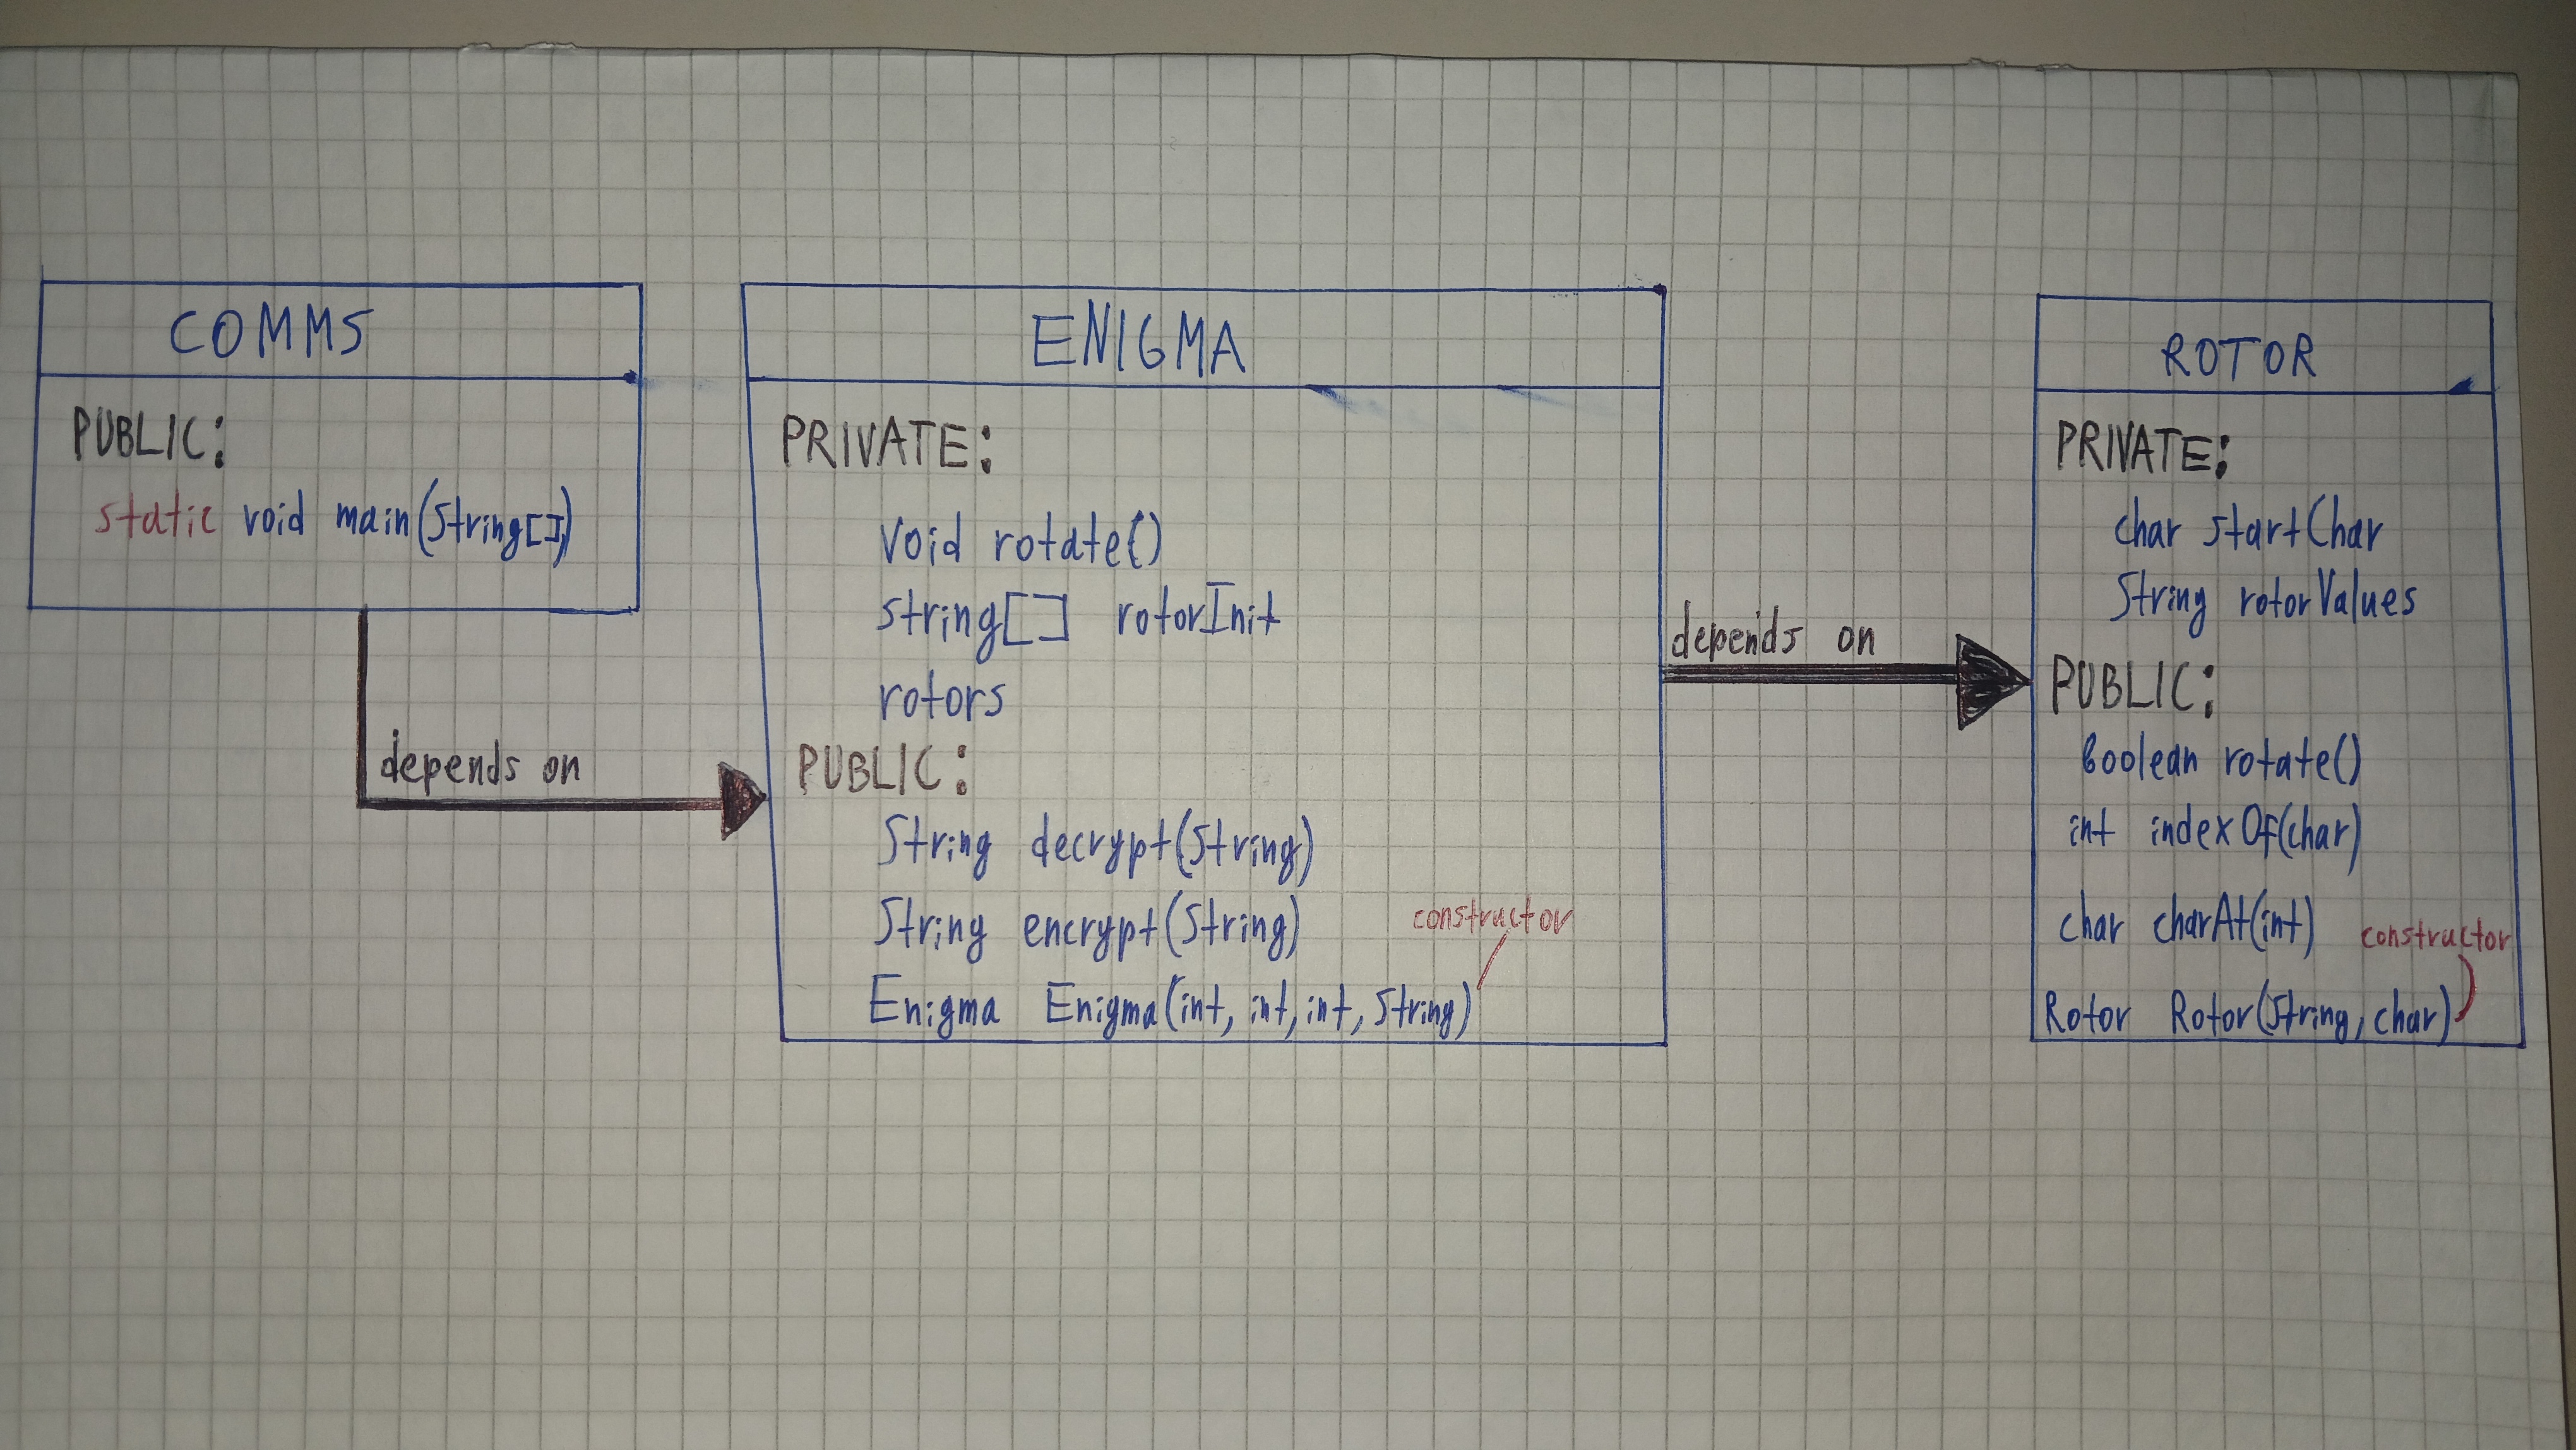 COMMS
PUBLIC:
static void main(String[])
depends on
ENIGMA
PRIVATE:
void rotate()
string[] rotorInit
rotors
PUBLIC:
String decrypt(String)
String encrypt(String)
constructor
Enigma Enigma(int, int, int, String)
depends on
ROTOR
PRIVATE:
char startChar
String rotorValues
PUBLIC:
Boolean rotate()
int indexOf(char)
char charAt(int)
constructor
Rotor Rotor(String, char)